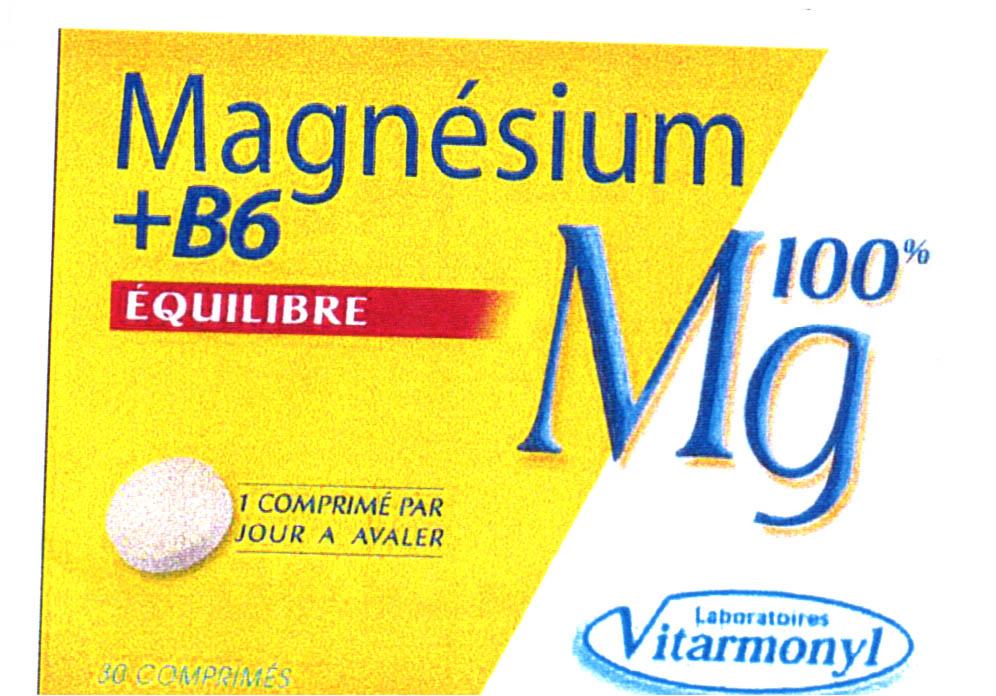 Magnésium
+B6
ÉQUILIBRE
100%
Mg
1 COMPRIMÉ PAR
JOUR A AVALER
30 COMPRIMÉS
Laboratoires
Vitarmonyl